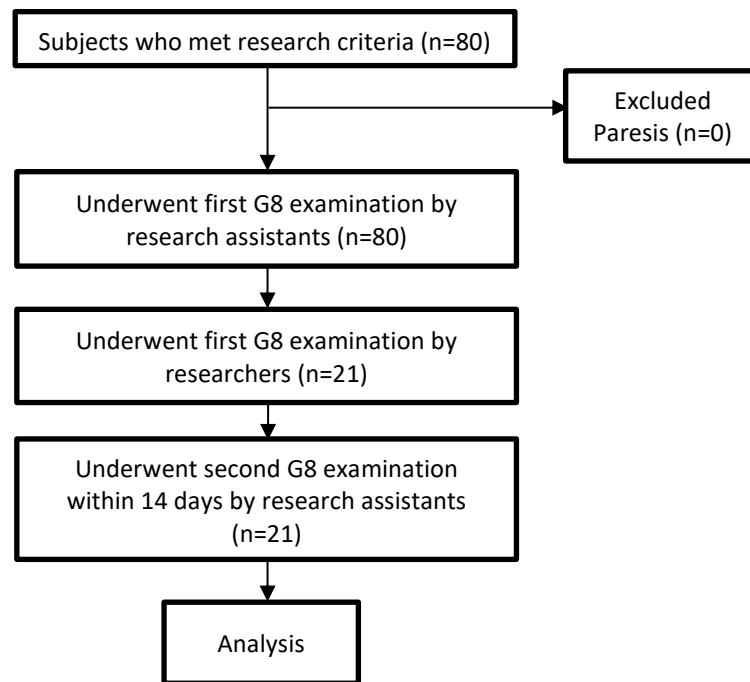 Subjects who met research criteria (n=80)
Excluded
Paresis (n=0)
Underwent first G8 examination by
research assistants (n=80)
Underwent first G8 examination by
researchers (n=21)
Underwent second G8 examination
within 14 days by research assistants
(n=21)
Analysis